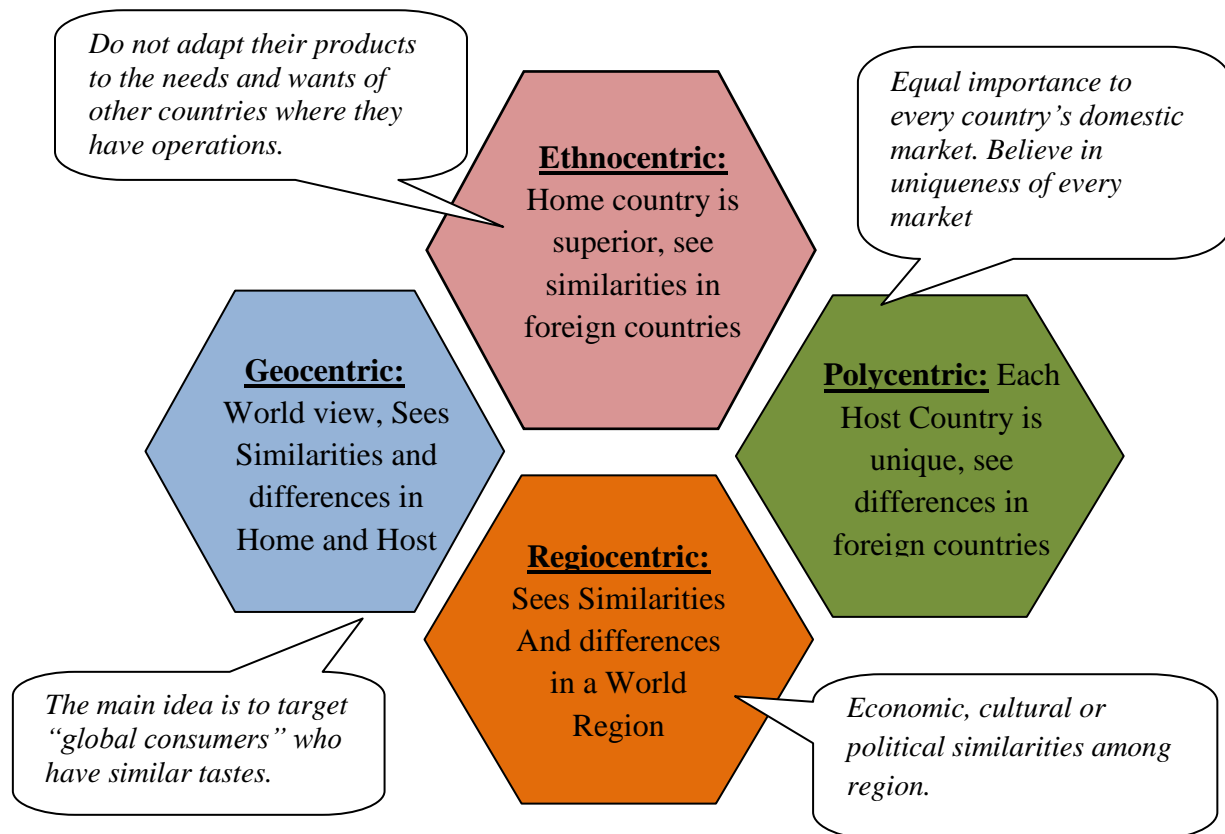 Do not adapt their products
to the needs and wants of
other countries where they
have operations.
Ethnocentric:
Home country is
superior, see
similarities in
foreign countries
Equal importance to
every country’s domestic
market. Believe in
uniqueness of every
market
Geocentric:
World view, Sees
Similarities and
differences in
Home and Host
Polycentric: Each
Host Country is
unique, see
differences in
foreign countries
Regiocentric:
Sees Similarities
And differences
in a World
Region
The main idea is to target
“global consumers” who
have similar tastes.
Economic, cultural or
political similarities among
region.